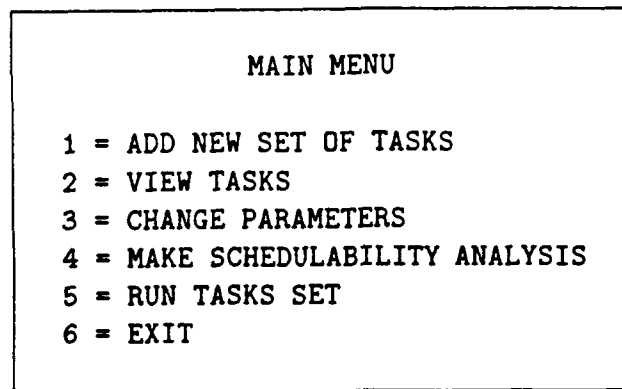 MAIN MENU
1 = ADD NEW SET OF TASKS
2 = VIEW TASKS
3 = CHANGE PARAMETERS
4 = MAKE SCHEDULABILITY ANALYSIS
5 = RUN TASKS SET
6 = EXIT